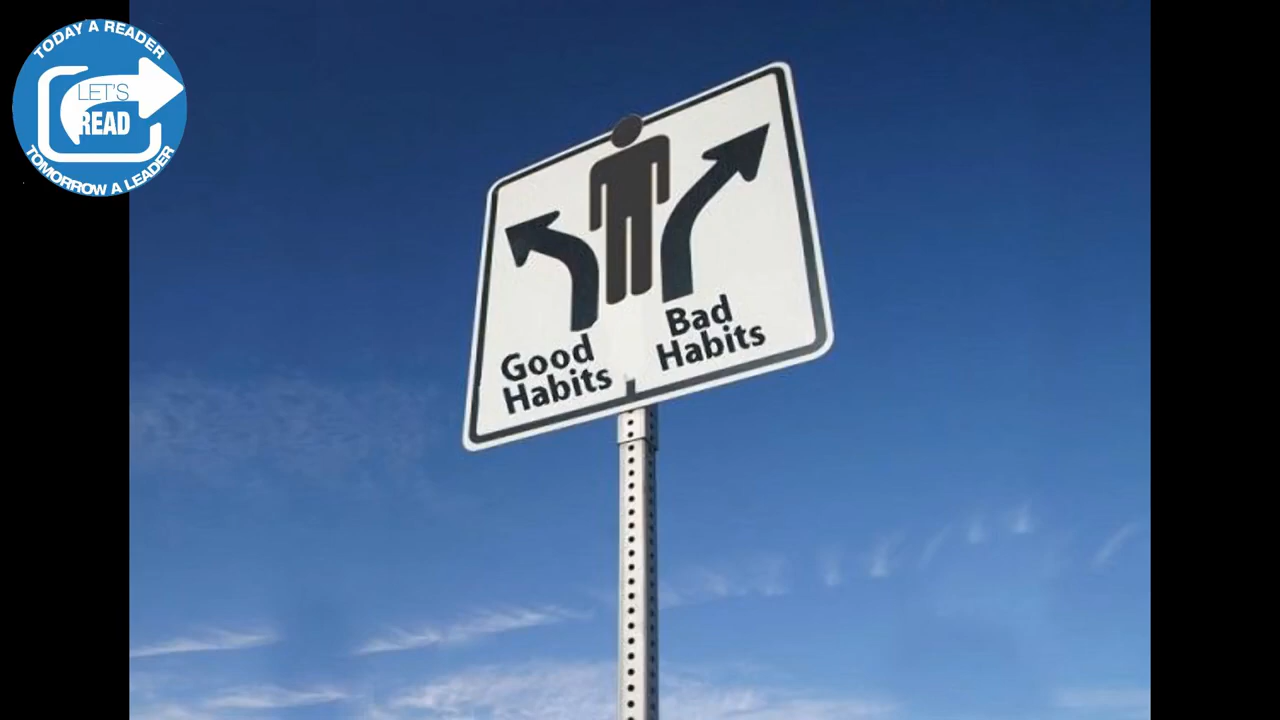 TODAY A READER
LET'S
READ
TOMORROW A LEADER
Good
Habits
Bad
Habits